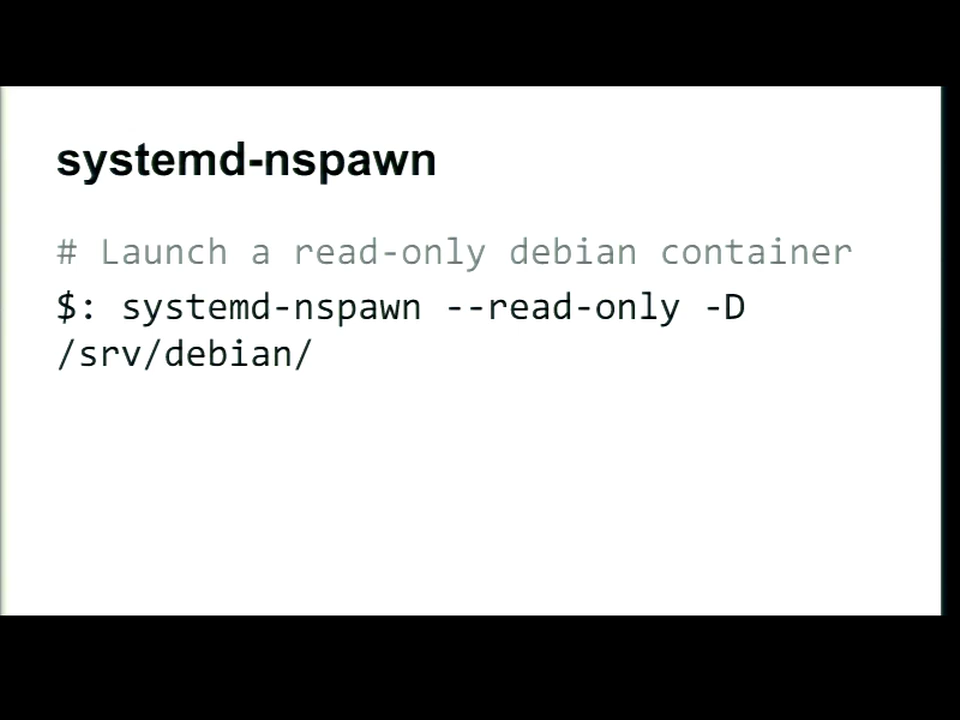 systemd-nspawn
# Launch a read-only debian container
$: systemd-nspawn --read-only -D
/srv/debian/